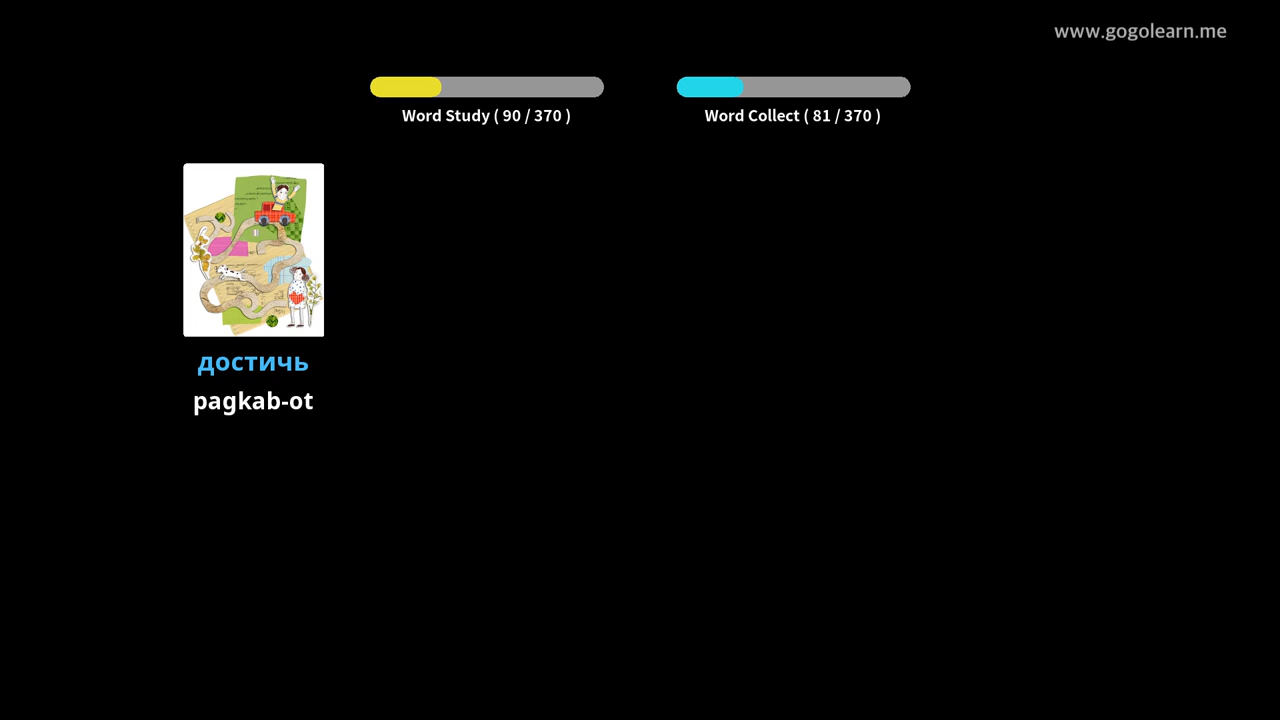 www.gogolearn.me
Word Study ( 90 / 370 )
Word Collect ( 81 / 370 )
достичь
pagkab-ot